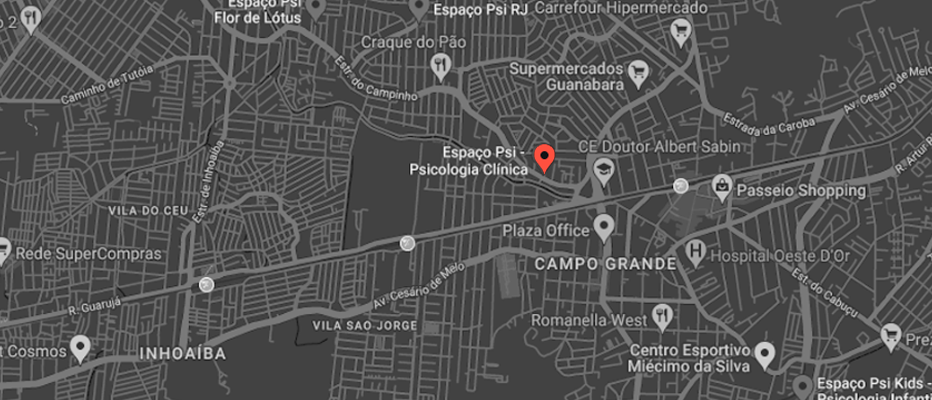 Espaço Psi
Flor de Lótus
Espaço Psi RJ
Carrefour Hipermercado
Craque do Pão
Estr. do Campinho
Caminho de Tutóia
Supermercados
Guanabara
Av. Cesário de Melo
Estrada da Caroba
Espaço Psi -
Psicologia Clínica
CE Doutor Albert Sabin
R. Artur R
Estr. de Inhoaíba
Passeio Shopping
VILA DO CEU
Plaza Office
Rede SuperCompras
CAMPO GRANDE
Hospital Oeste D'Or
Av. Cesário de Melo
Est. do Cabuçu
R. Guarujá
VILA SAO JORGE
Romanella West
t Cosmos
INHOAÍBA
Centro Esportivo
Miécimo da Silva
Prez
Espaço Psi Kids -
Psicologia Infanti